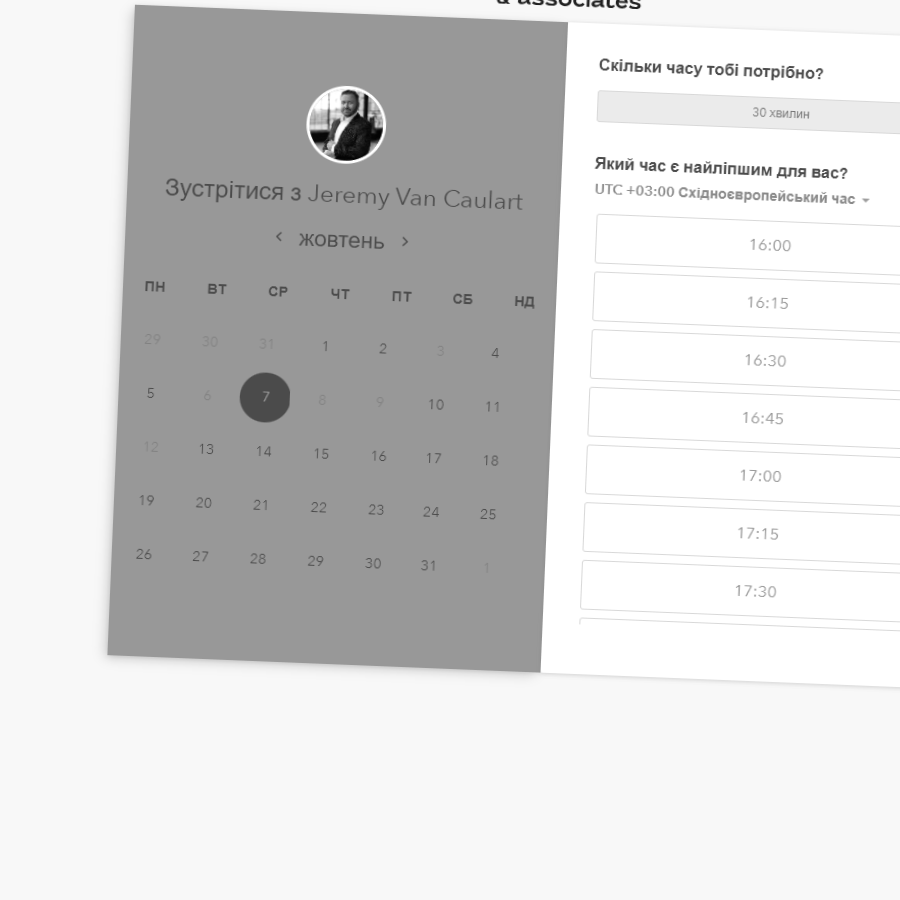 & associates
Зустрітися з Jeremy Van Caulart
жовтень
ПН ВТ СР ЧТ ПТ СБ НД
29 30 31 1 2 3 4
5 6 7 8 9 10 11
12 13 14 15 16 17 18
19 20 21 22 23 24 25
26 27 28 29 30 31 1
Скільки часу тобі потрібно?
30 хвилин
Який час є найліпшим для вас?
UTC +03:00 Східноєвропейський час
16:00
16:15
16:30
16:45
17:00
17:15
17:30